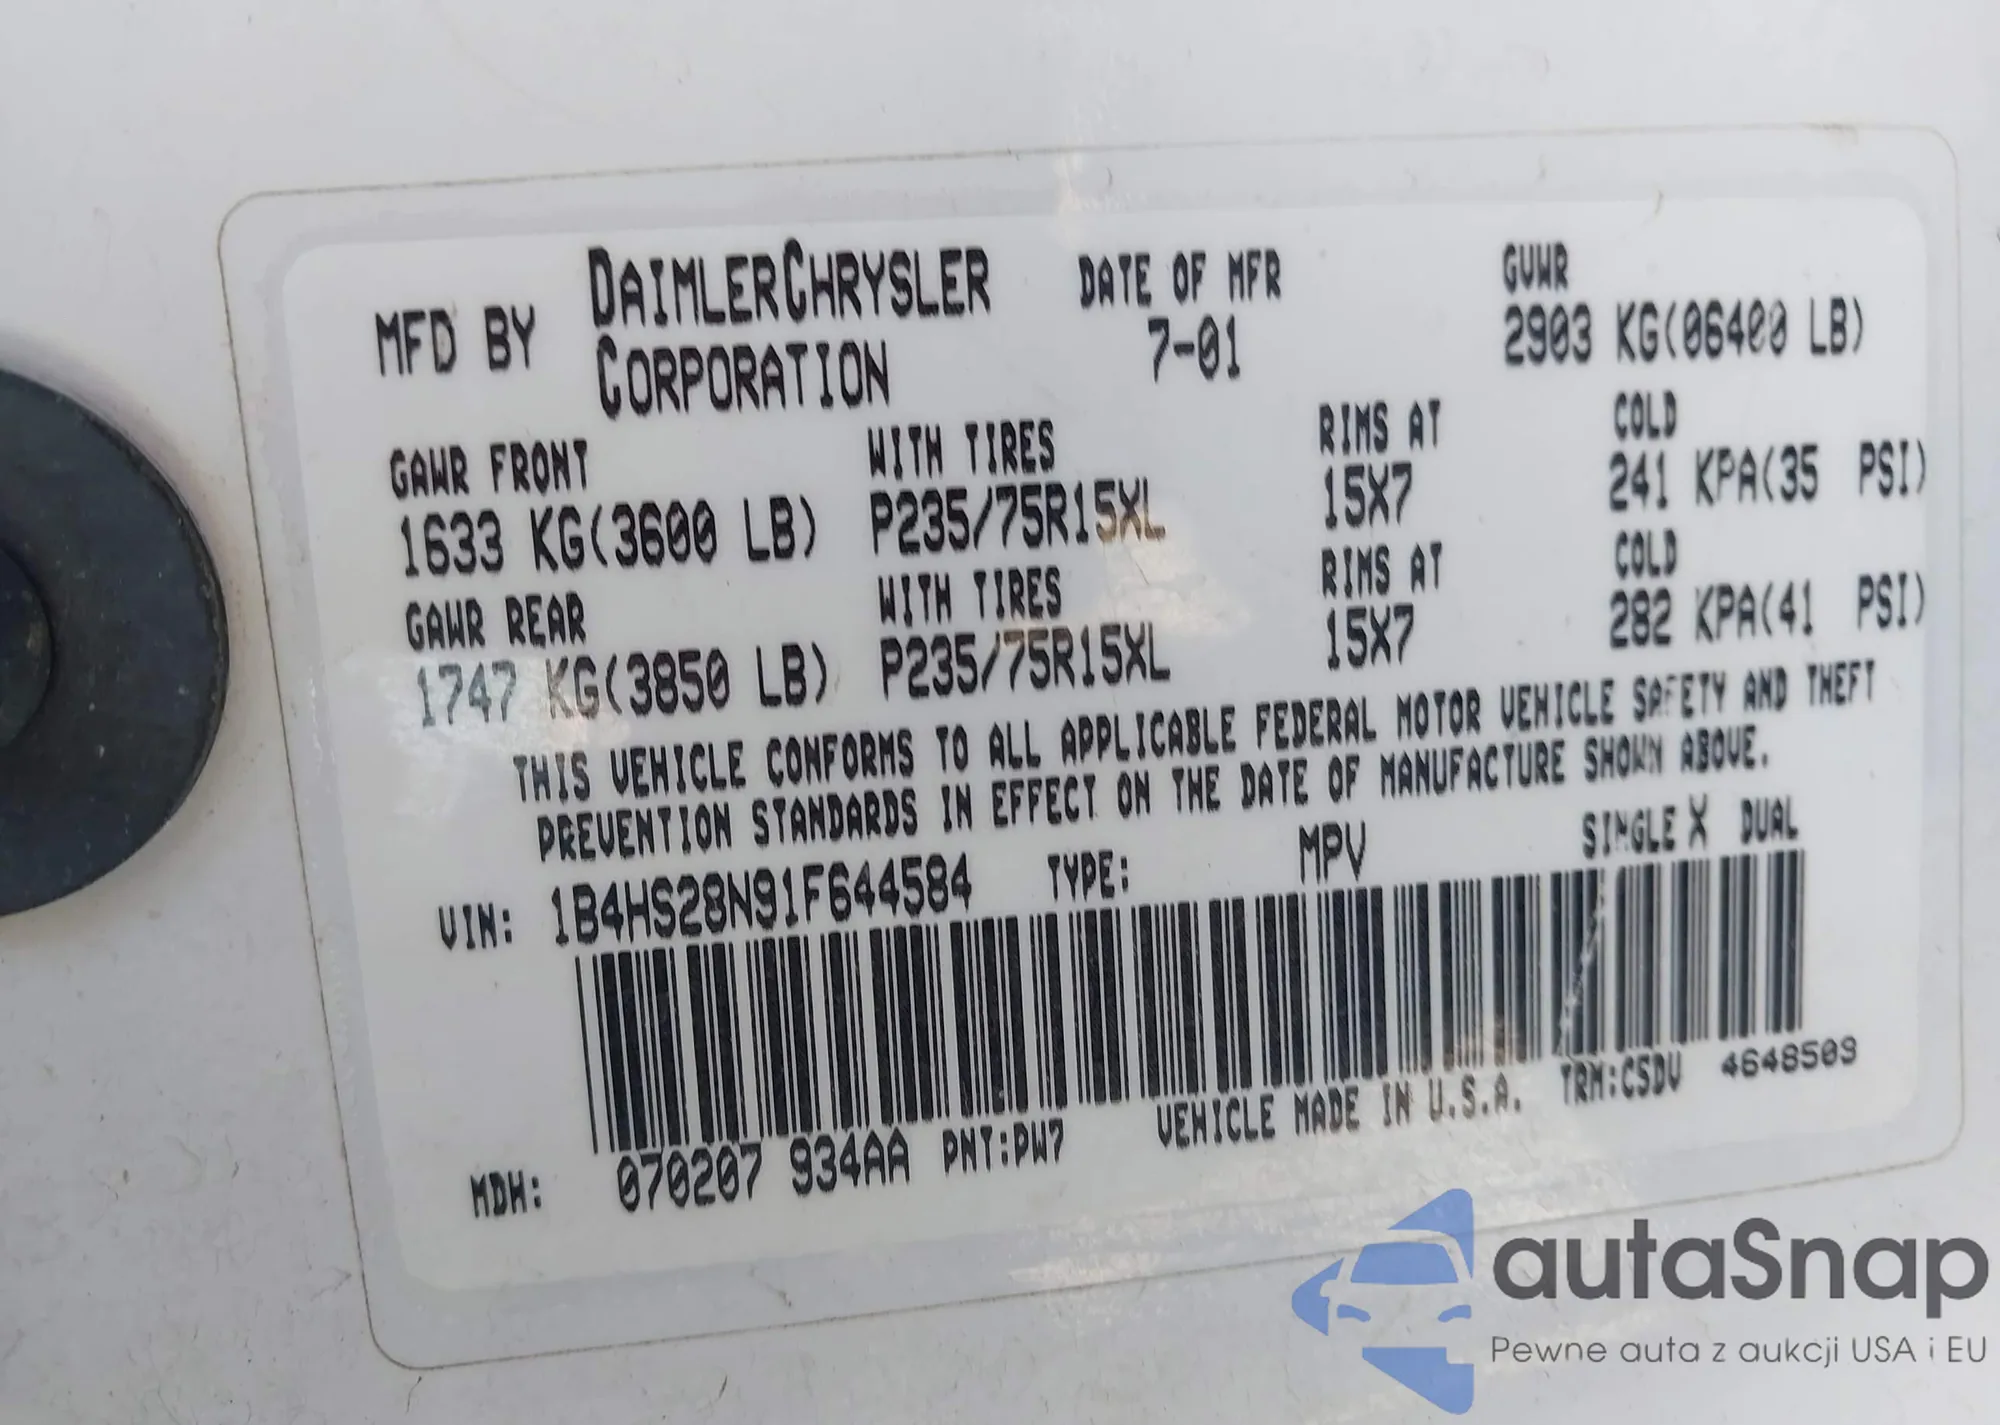 MFD BY DAIMLERCHRYSLER CORPORATION
DATE OF MFR
7-01
GVWR
2903 KG(06400 LB)
GAWR FRONT WITH TIRES RIMS AT COLD
1633 KG(3600 LB) P235/75R15XL 15X7 241 KPA(35 PSI)
GAWR REAR WITH TIRES RIMS AT COLD
1747 KG(3850 LB) P235/75R15XL 15X7 282 KPA(41 PSI)
THIS VEHICLE CONFORMS TO ALL APPLICABLE FEDERAL MOTOR VEHICLE SAFETY AND THEFT
PREVENTION STANDARDS IN EFFECT ON THE DATE OF MANUFACTURE SHOWN ABOVE.
VIN: 1B4HS28N91F644584 TYPE: MPV SINGLE X DUAL
MDH: 070207 934AA PNT:PW7 VEHICLE MADE IN U.S.A. TRM:C5DV 4648509
autaSnap
Pewne auta z aukcji USA i EU